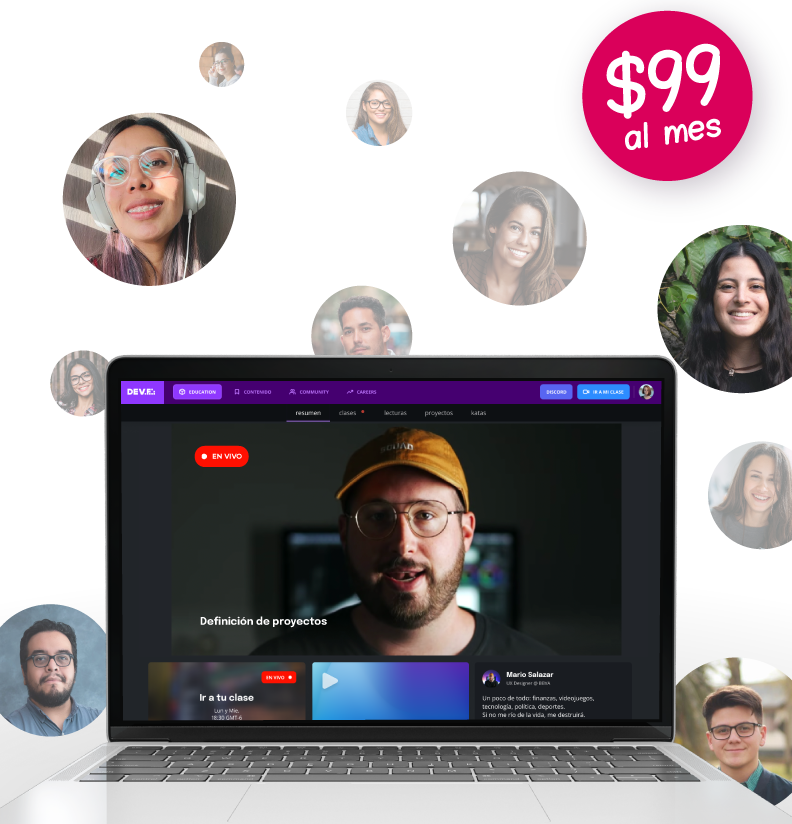 $99
al mes
DEV.F.:
EDUCATION
CONTENIDO
COMMUNITY
CAREERS
DISCORD
IR A MI CLASE
resumen
clases
lecturas
proyectos
katas
EN VIVO
SQUAD
Definición de proyectos
EN VIVO
Ir a tu clase
Lun y Mie,
18:30 GMT-6
Mario Salazar
UX Designer @ BBVA
Un poco de todo: finanzas, videojuegos,
tecnología, política, deportes.
Si no me río de la vida, me destruirá.